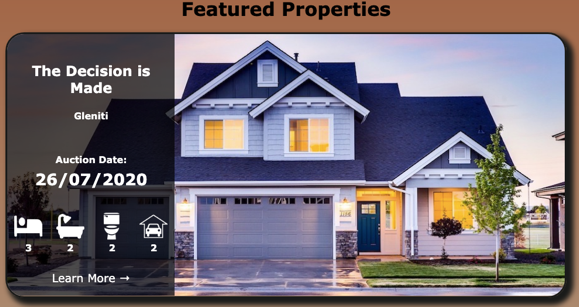 Featured Properties
The Decision is
Made
Gleniti
Auction Date:
26/07/2020
3 2 2 2
Learn More →